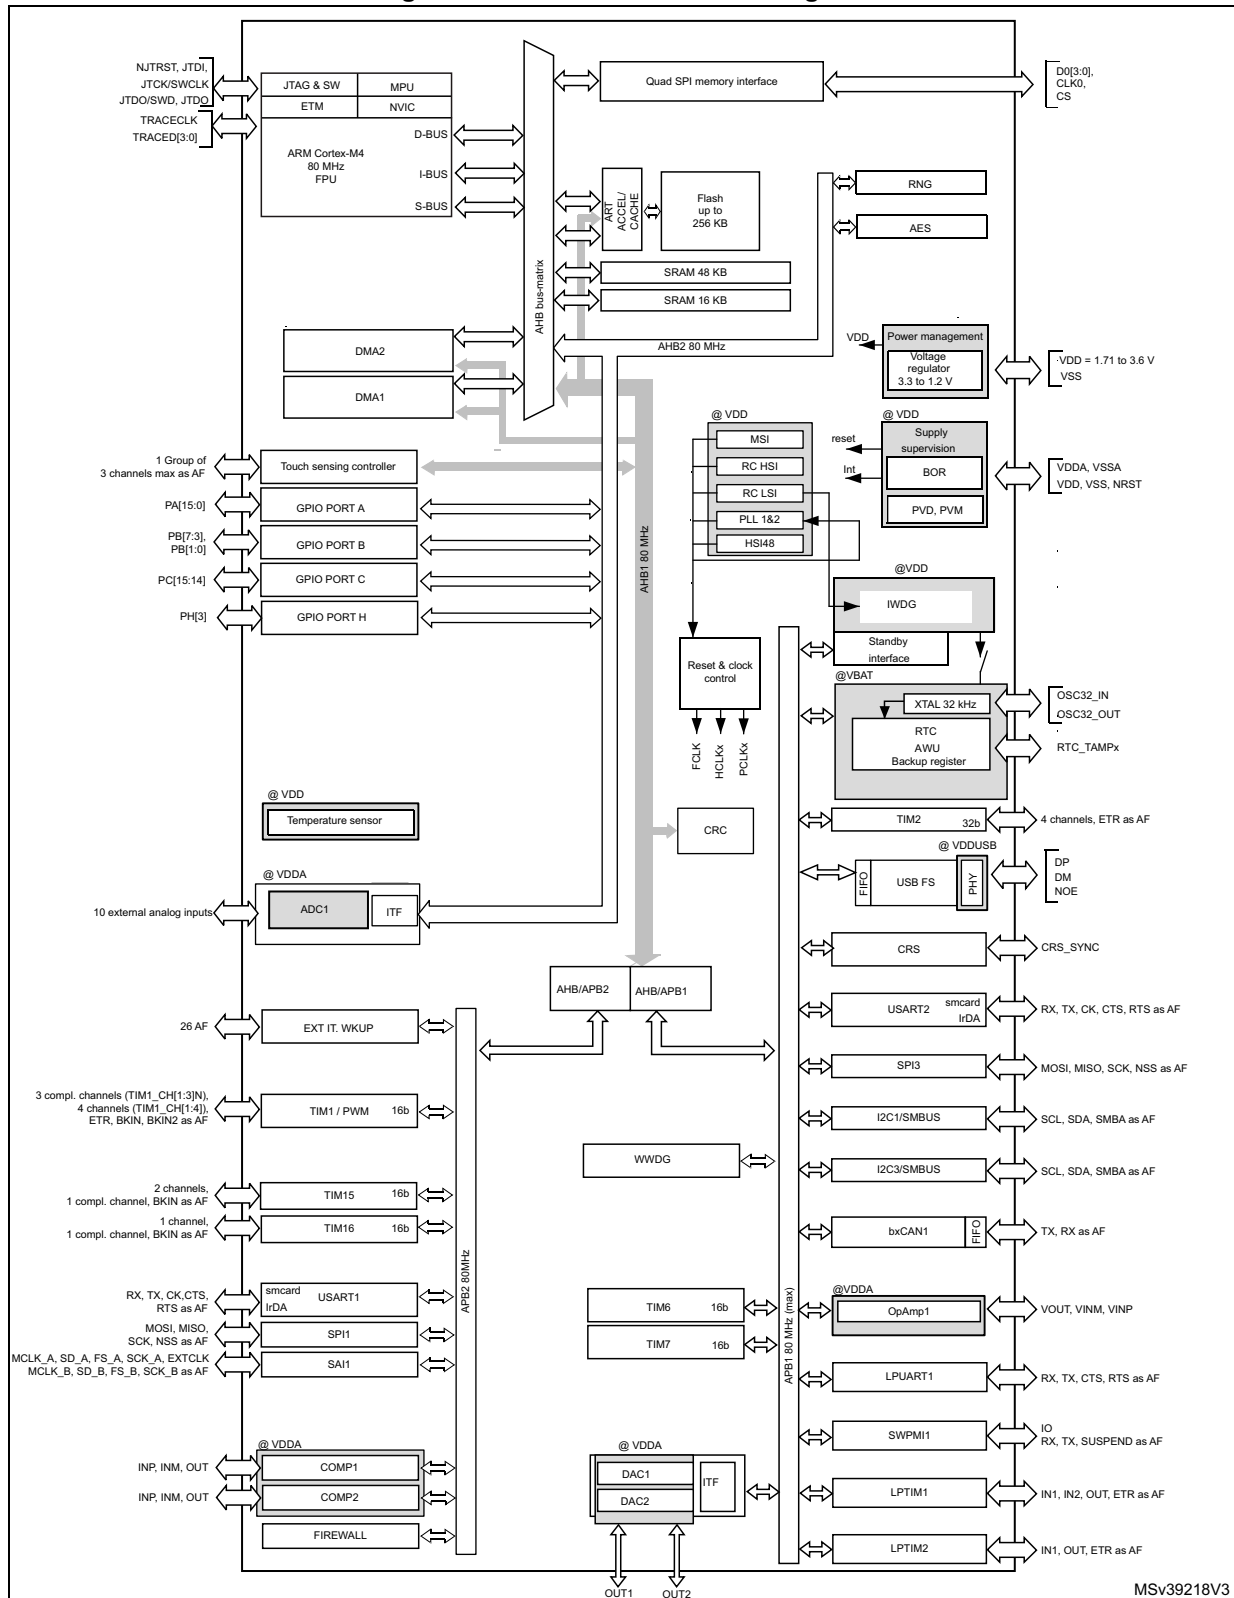 NJTRST, JTDI,
JTCK/SWCLK
JTDO/SWD, JTDO
TRACECLK
TRACED[3:0]
JTAG & SW
MPU
ETM
NVIC
ARM Cortex-M4
80 MHz
FPU
D-BUS
I-BUS
S-BUS
AHB bus-matrix
Quad SPI memory interface
D0[3:0],
CLK0,
CS
ART
ACCEL/
CACHE
Flash
up to
256 KB
RNG
AES
SRAM 48 KB
SRAM 16 KB
AHB2 80 MHz
DMA2
DMA1
VDD
Power management
Voltage
regulator
3.3 to 1.2 V
VDD = 1.71 to 3.6 V
VSS
@ VDD
MSI
RC HSI
RC LSI
PLL 1&2
HSI48
@ VDD
reset
Int
Supply
supervision
BOR
PVD, PVM
VDDA, VSSA
VDD, VSS, NRST
1 Group of
3 channels max as AF
Touch sensing controller
PA[15:0]
GPIO PORT A
PB[7:3],
PB[1:0]
GPIO PORT B
PC[15:14]
GPIO PORT C
PH[3]
GPIO PORT H
AHB1 80 MHz
@VDD
IWDG
Standby
interface
Reset & clock
control
FCLK
HCLKx
PCLKx
@VBAT
XTAL 32 kHz
RTC
AWU
Backup register
OSC32_IN
OSC32_OUT
RTC_TAMPx
@ VDD
Temperature sensor
CRC
TIM2
32b
4 channels, ETR as AF
@ VDDUSB
FIFO
USB FS
PHY
DP
DM
NOE
@ VDDA
10 external analog inputs
ADC1
ITF
CRS
CRS_SYNC
AHB/APB2
AHB/APB1
USART2
smcard
IrDA
RX, TX, CK, CTS, RTS as AF
26 AF
EXT IT. WKUP
SPI3
MOSI, MISO, SCK, NSS as AF
3 compl. channels (TIM1_CH[1:3]N),
4 channels (TIM1_CH[1:4]),
ETR, BKIN, BKIN2 as AF
TIM1 / PWM
16b
I2C1/SMBUS
SCL, SDA, SMBA as AF
WWDG
I2C3/SMBUS
SCL, SDA, SMBA as AF
2 channels,
1 compl. channel, BKIN as AF
TIM15
16b
1 channel,
1 compl. channel, BKIN as AF
TIM16
16b
bxCAN1
FIFO
TX, RX as AF
APB2 80MHz
APB1 80 MHz (max)
RX, TX, CK,CTS,
RTS as AF
smcard
IrDA
USART1
TIM6
16b
@VDDA
OpAmp1
VOUT, VINM, VINP
MOSI, MISO,
SCK, NSS as AF
SPI1
TIM7
16b
MCLK_A, SD_A, FS_A, SCK_A, EXTCLK
MCLK_B, SD_B, FS_B, SCK_B as AF
SAI1
LPUART1
RX, TX, CTS, RTS as AF
SWPMI1
IO
RX, TX, SUSPEND as AF
@ VDDA
INP, INM, OUT
COMP1
INP, INM, OUT
COMP2
FIREWALL
@ VDDA
DAC1
DAC2
ITF
OUT1
OUT2
LPTIM1
IN1, IN2, OUT, ETR as AF
LPTIM2
IN1, OUT, ETR as AF
MSv39218V3